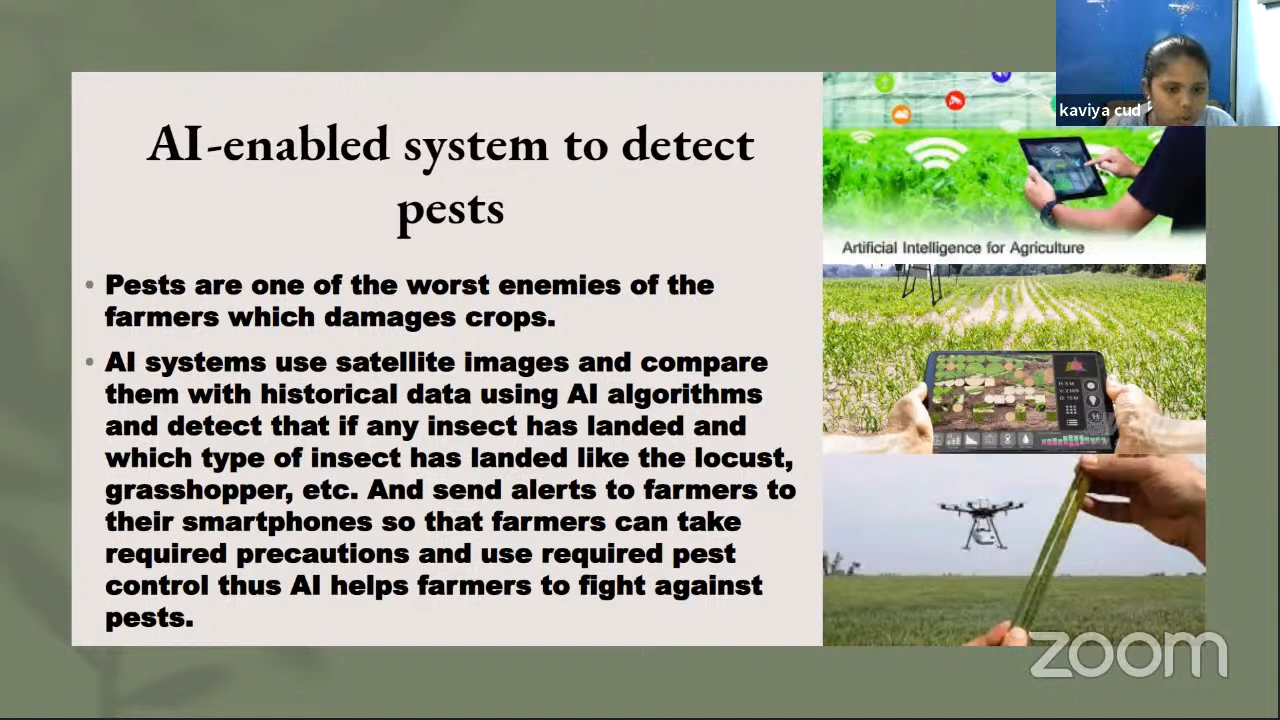 AI-enabled system to detect
pests
• Pests are one of the worst enemies of the
farmers which damages crops.
• AI systems use satellite images and compare
them with historical data using AI algorithms
and detect that if any insect has landed and
which type of insect has landed like the locust,
grasshopper, etc. And send alerts to farmers to
their smartphones so that farmers can take
required precautions and use required pest
control thus AI helps farmers to fight against
pests.
kaviya cud
Artificial Intelligence for Agriculture
zoom